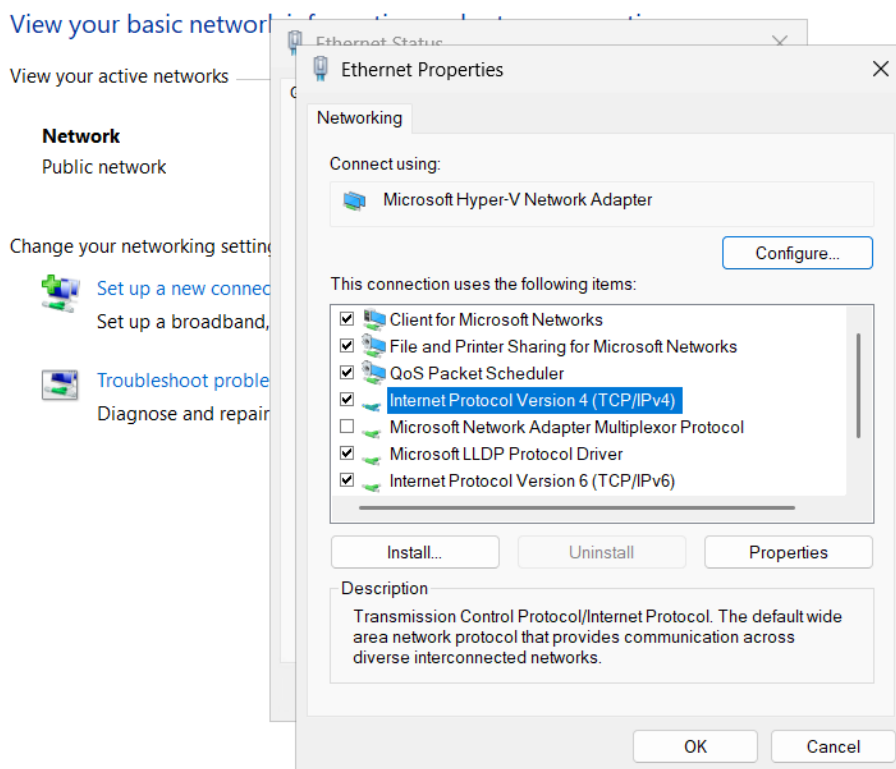 View your basic network
Ethernet Status
View your active networks
Network
Public network
Change your networking
Set up a new
Set up a broadband,
Troubleshoot
Diagnose and repair
Ethernet Properties
Networking
Connect using:
Microsoft Hyper-V Network Adapter
Configure...
This connection uses the following items:
Client for Microsoft Networks
File and Printer Sharing for Microsoft Networks
QoS Packet Scheduler
Internet Protocol Version 4 (TCP/IPv4)
Microsoft Network Adapter Multiplexor Protocol
Microsoft LLDP Protocol Driver
Internet Protocol Version 6 (TCP/IPv6)
Install...
Uninstall
Properties
Description
Transmission Control Protocol/Internet Protocol. The default wide
area network protocol that provides communication across
diverse interconnected networks.
OK
Cancel